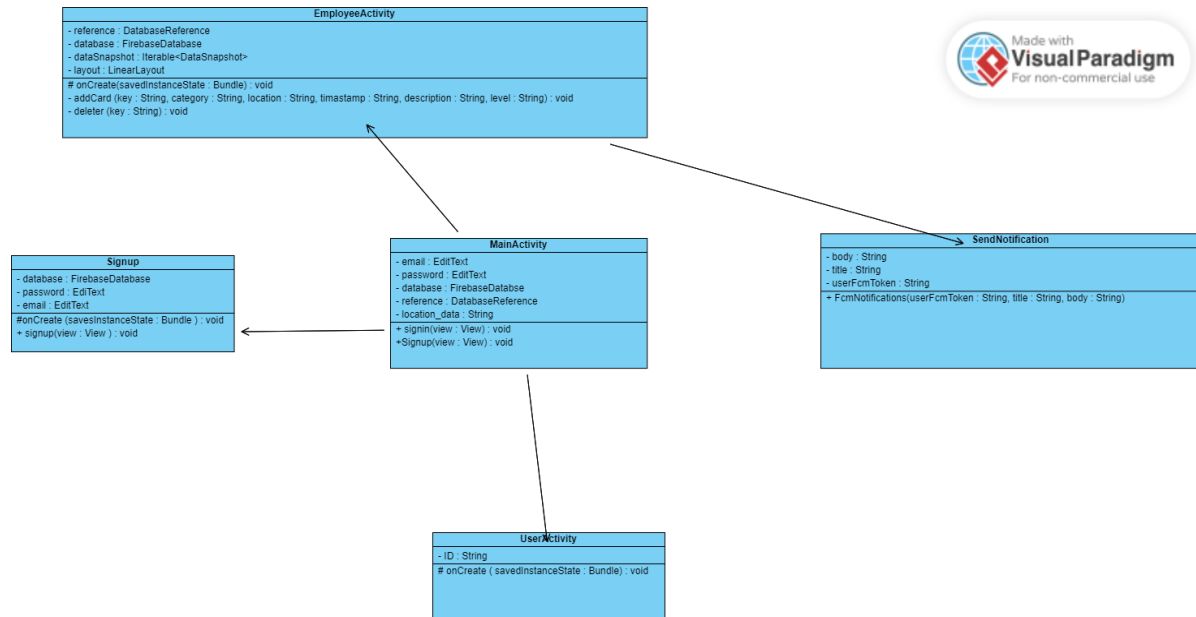 EmployeeActivity
- reference : DatabaseReference
- database : FirebaseDatabase
- dataSnapshot : Iterable<DataSnapshot>
- layout : LinearLayout
# onCreate(savedInstanceState : Bundle) : void
- addCard (key : String, category : String, location : String, timestamp : String, description : String, level : String) : void
- deleter (key : String) : void
Made with
Visual Paradigm
For non-commercial use
Signup
- database : FirebaseDatabase
- password : EdiText
- email : EditText
#onCreate (savesInstanceState : Bundle ) : void
+ signup(view : View ) : void
MainActivity
- email : EditText
- password : EditText
- database : FirebaseDatabse
- reference : DatabaseReference
- location_data : String
+ signin(view : View) : void
+Signup(view : View) : void
SendNotification
- body : String
- title : String
- userFcmToken : String
+ FcmNotifications(userFcmToken : String, title : String, body : String)
UserActivity
- ID : String
# onCreate ( savedInstanceState : Bundle) : void